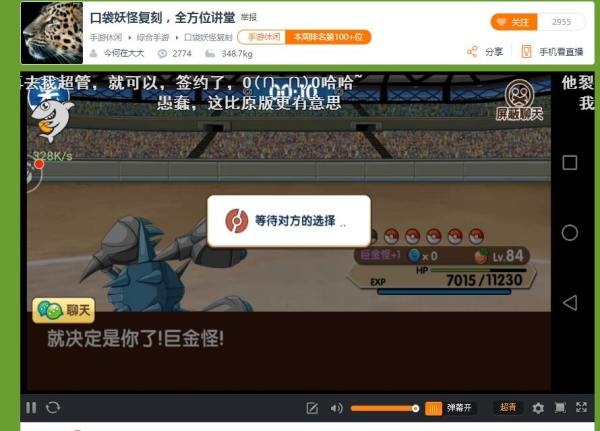 口袋妖怪复刻，全方位讲堂 举报
手游休闲 ▸ 综合手游 ▸ 口袋妖怪复刻 手游休闲 本周排名第100+位
今何在大大 2774 348.7kg
关注 2955
分享 手机看直播
去找超管，就可以，签约了，0(∩_∩)0哈哈~
他裂
愚蠢，这比原版更有意思
我
00:10
屏蔽聊天
328K/s
等待对方的选择 ..
巨金怪+1 × 0 Lv.84
HP
7015/11230
EXP
聊天
就决定是你了!巨金怪!
弹幕开 超清